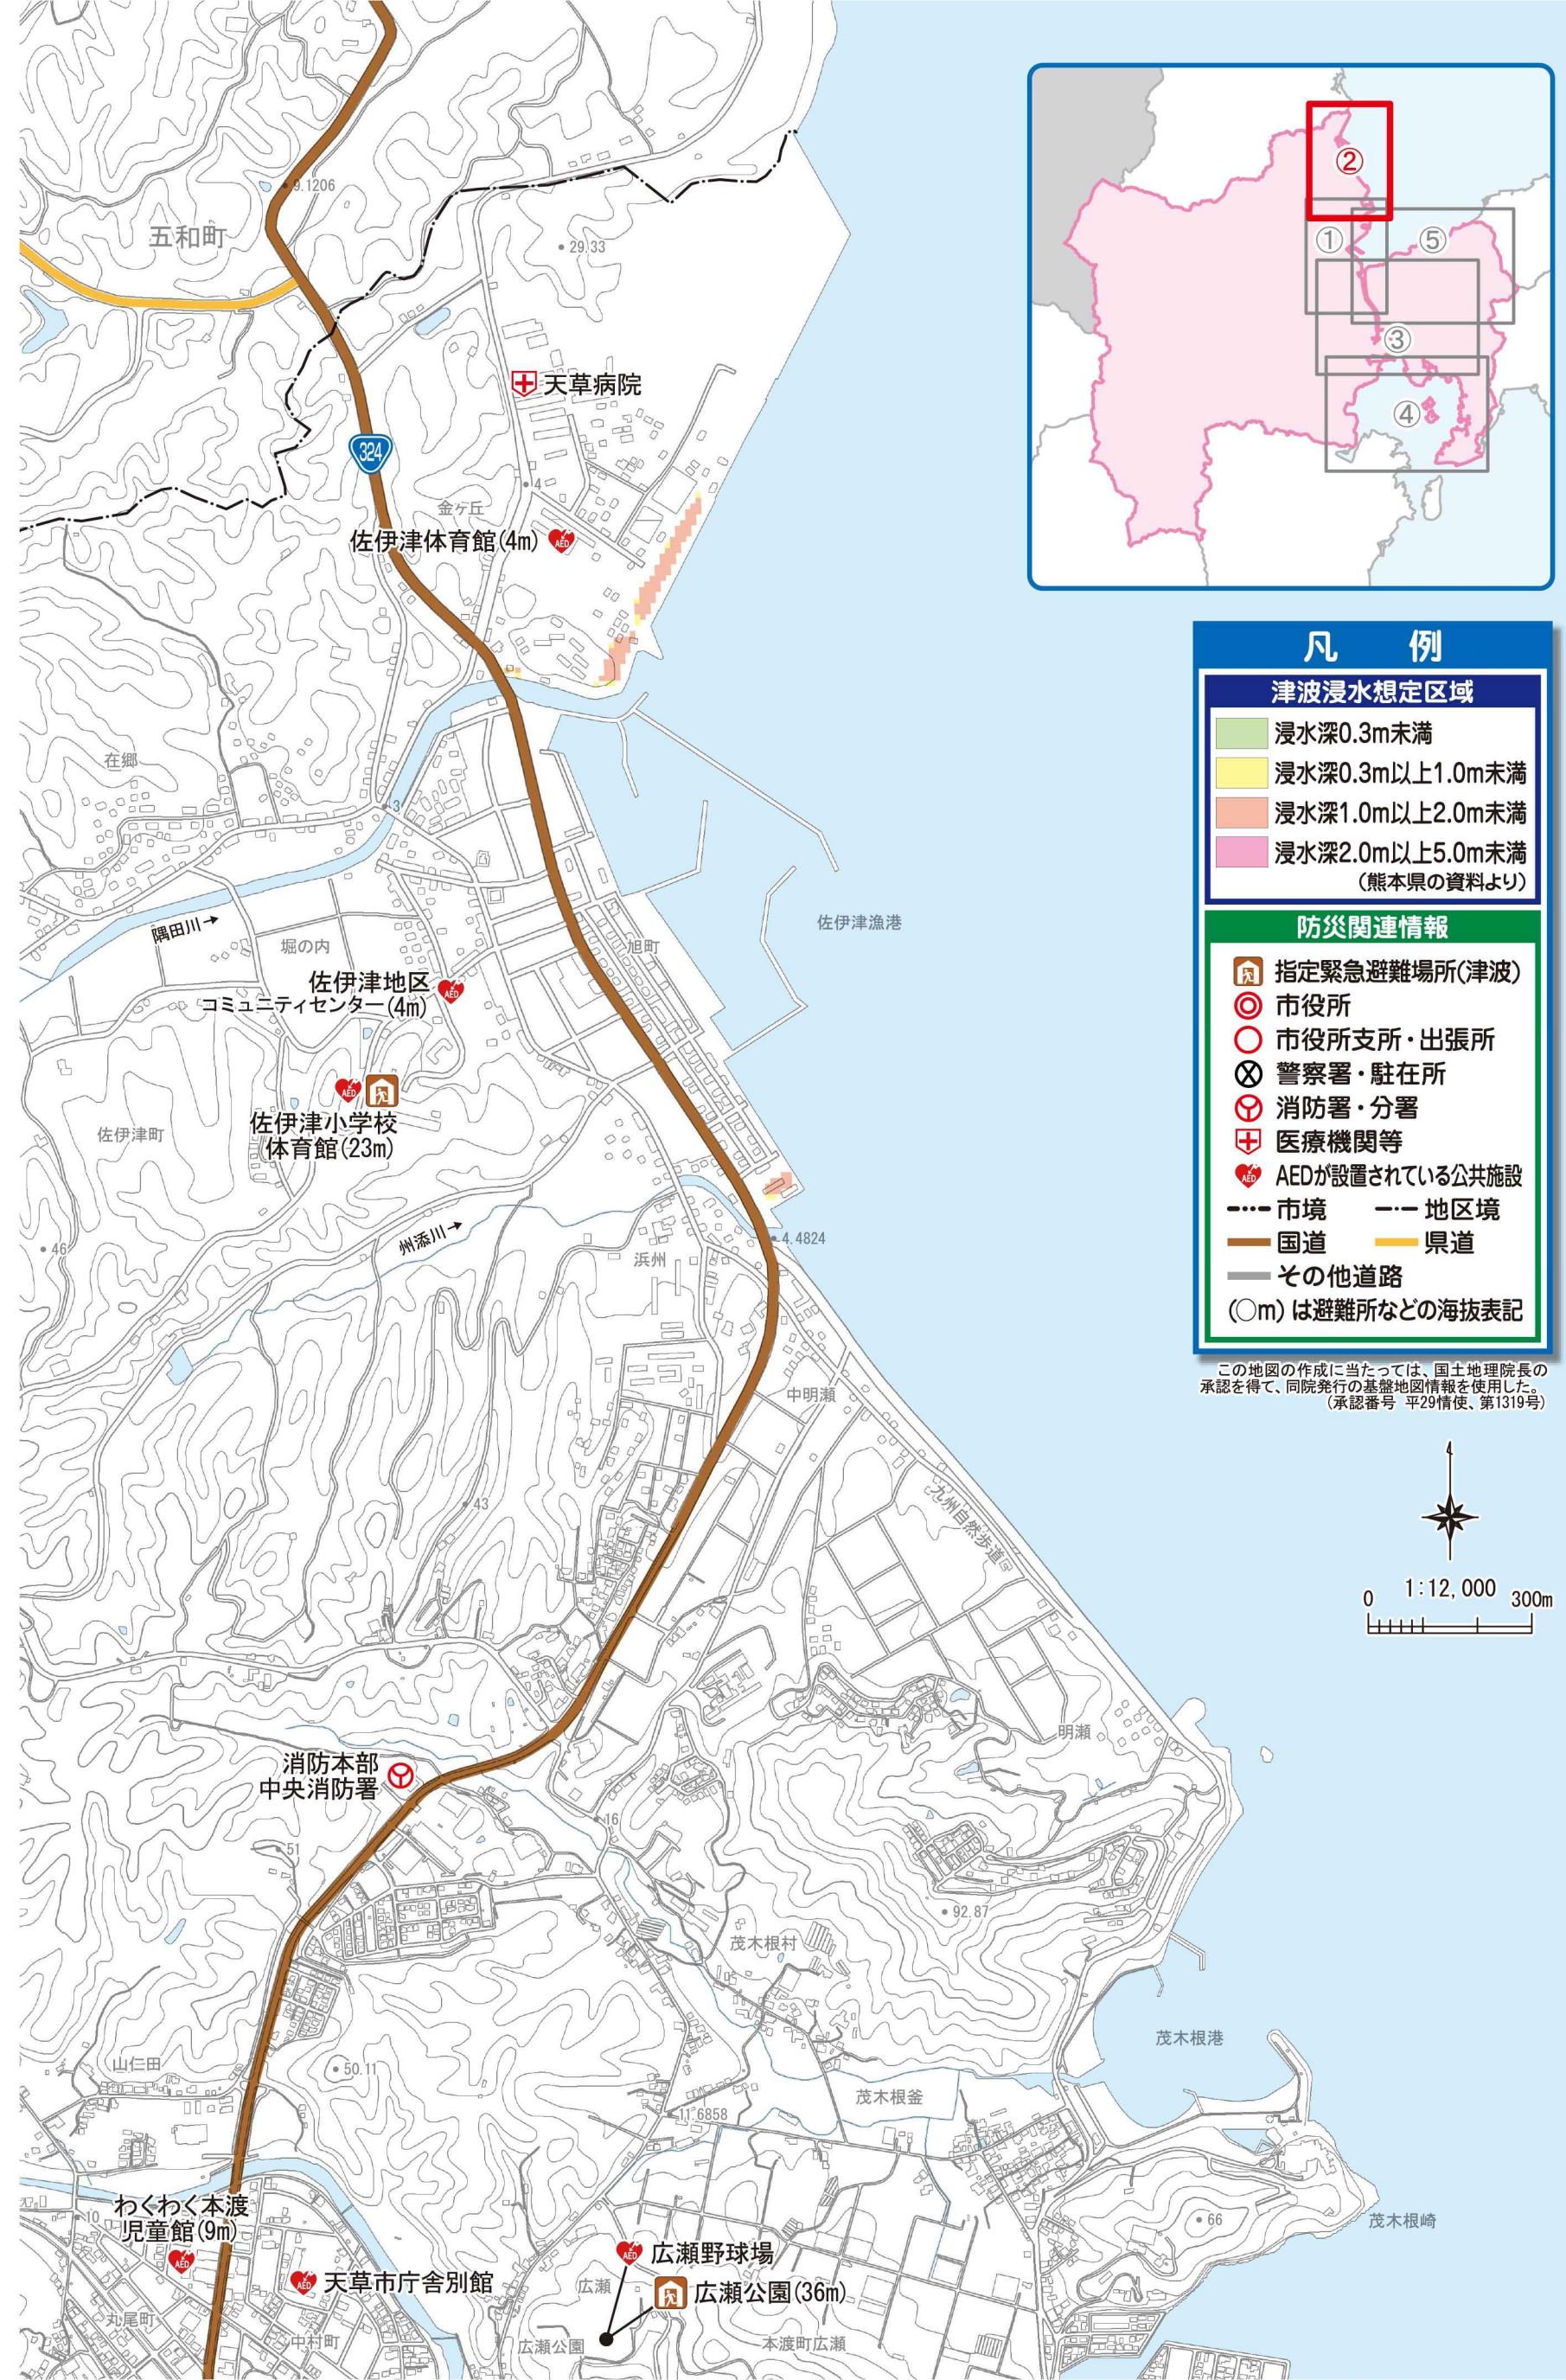 9.1206
五和町
29.33
②
①
⑤
③
④
天草病院
324
4
金ヶ丘
佐伊津体育館(4m)
AED
凡 例
津波浸水想定区域
浸水深0.3m未満
浸水深0.3m以上1.0m未満
浸水深1.0m以上2.0m未満
浸水深2.0m以上5.0m未満
(熊本県の資料より)
防災関連情報
指定緊急避難場所(津波)
市役所
市役所支所・出張所
警察署・駐在所
消防署・分署
医療機関等
AED
AEDが設置されている公共施設
市境
地区境
国道
県道
その他道路
(○m)は避難所などの海抜表記
この地図の作成に当たっては、国土地理院長の
承認を得て、同院発行の基盤地図情報を使用した。
(承認番号 平29情使、第1319号)
在郷
3
隅田川→
堀の内
旭町
佐伊津漁港
佐伊津地区
コミュニティセンター(4m)
AED
AED
佐伊津小学校
体育館(23m)
佐伊津町
46
州添川→
浜州
4.4824
中明瀬
九州自然歩道
43
4
1:12,000
0
300m
明瀬
消防本部
中央消防署
16
51
92.87
茂木根村
茂木根港
山仁田
50.11
茂木根釜
11.6858
わくわく本渡
児童館(9m)
AED
10
66
茂木根崎
AED
天草市庁舎別館
AED
広瀬野球場
広瀬
広瀬公園(36m)
丸尾町
中村町
広瀬公園
本渡町広瀬